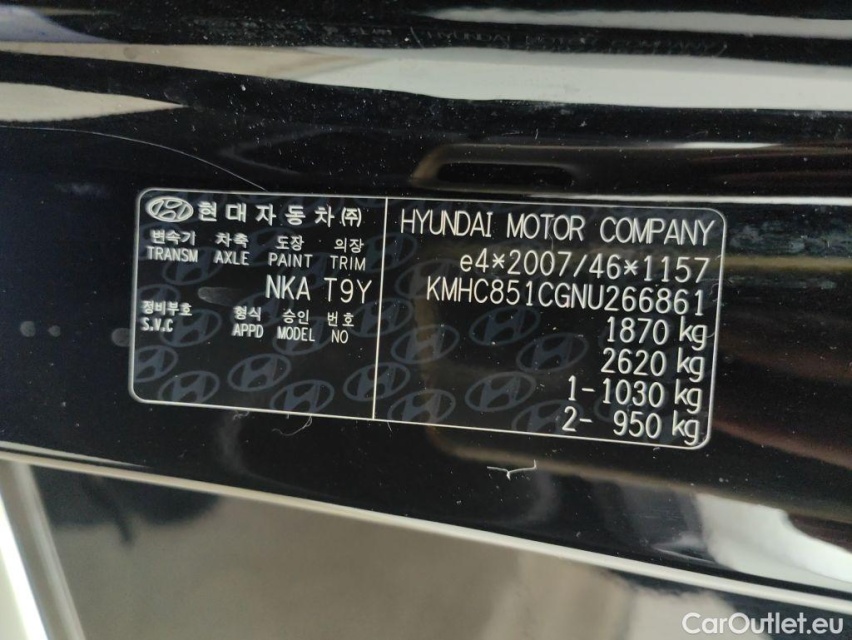 현대자동차㈜
변속기 차축 도장 의장
TRANSM AXLE PAINT TRIM
NKA T9Y
정비부호 형식 승인 번호
S.V.C APPD MODEL NO
HYUNDAI MOTOR COMPANY
e4*2007/46*1157
KMHC851CGNU266861
1870 kg
2620 kg
1- 1030 kg
2- 950 kg
CarOutlet.eu